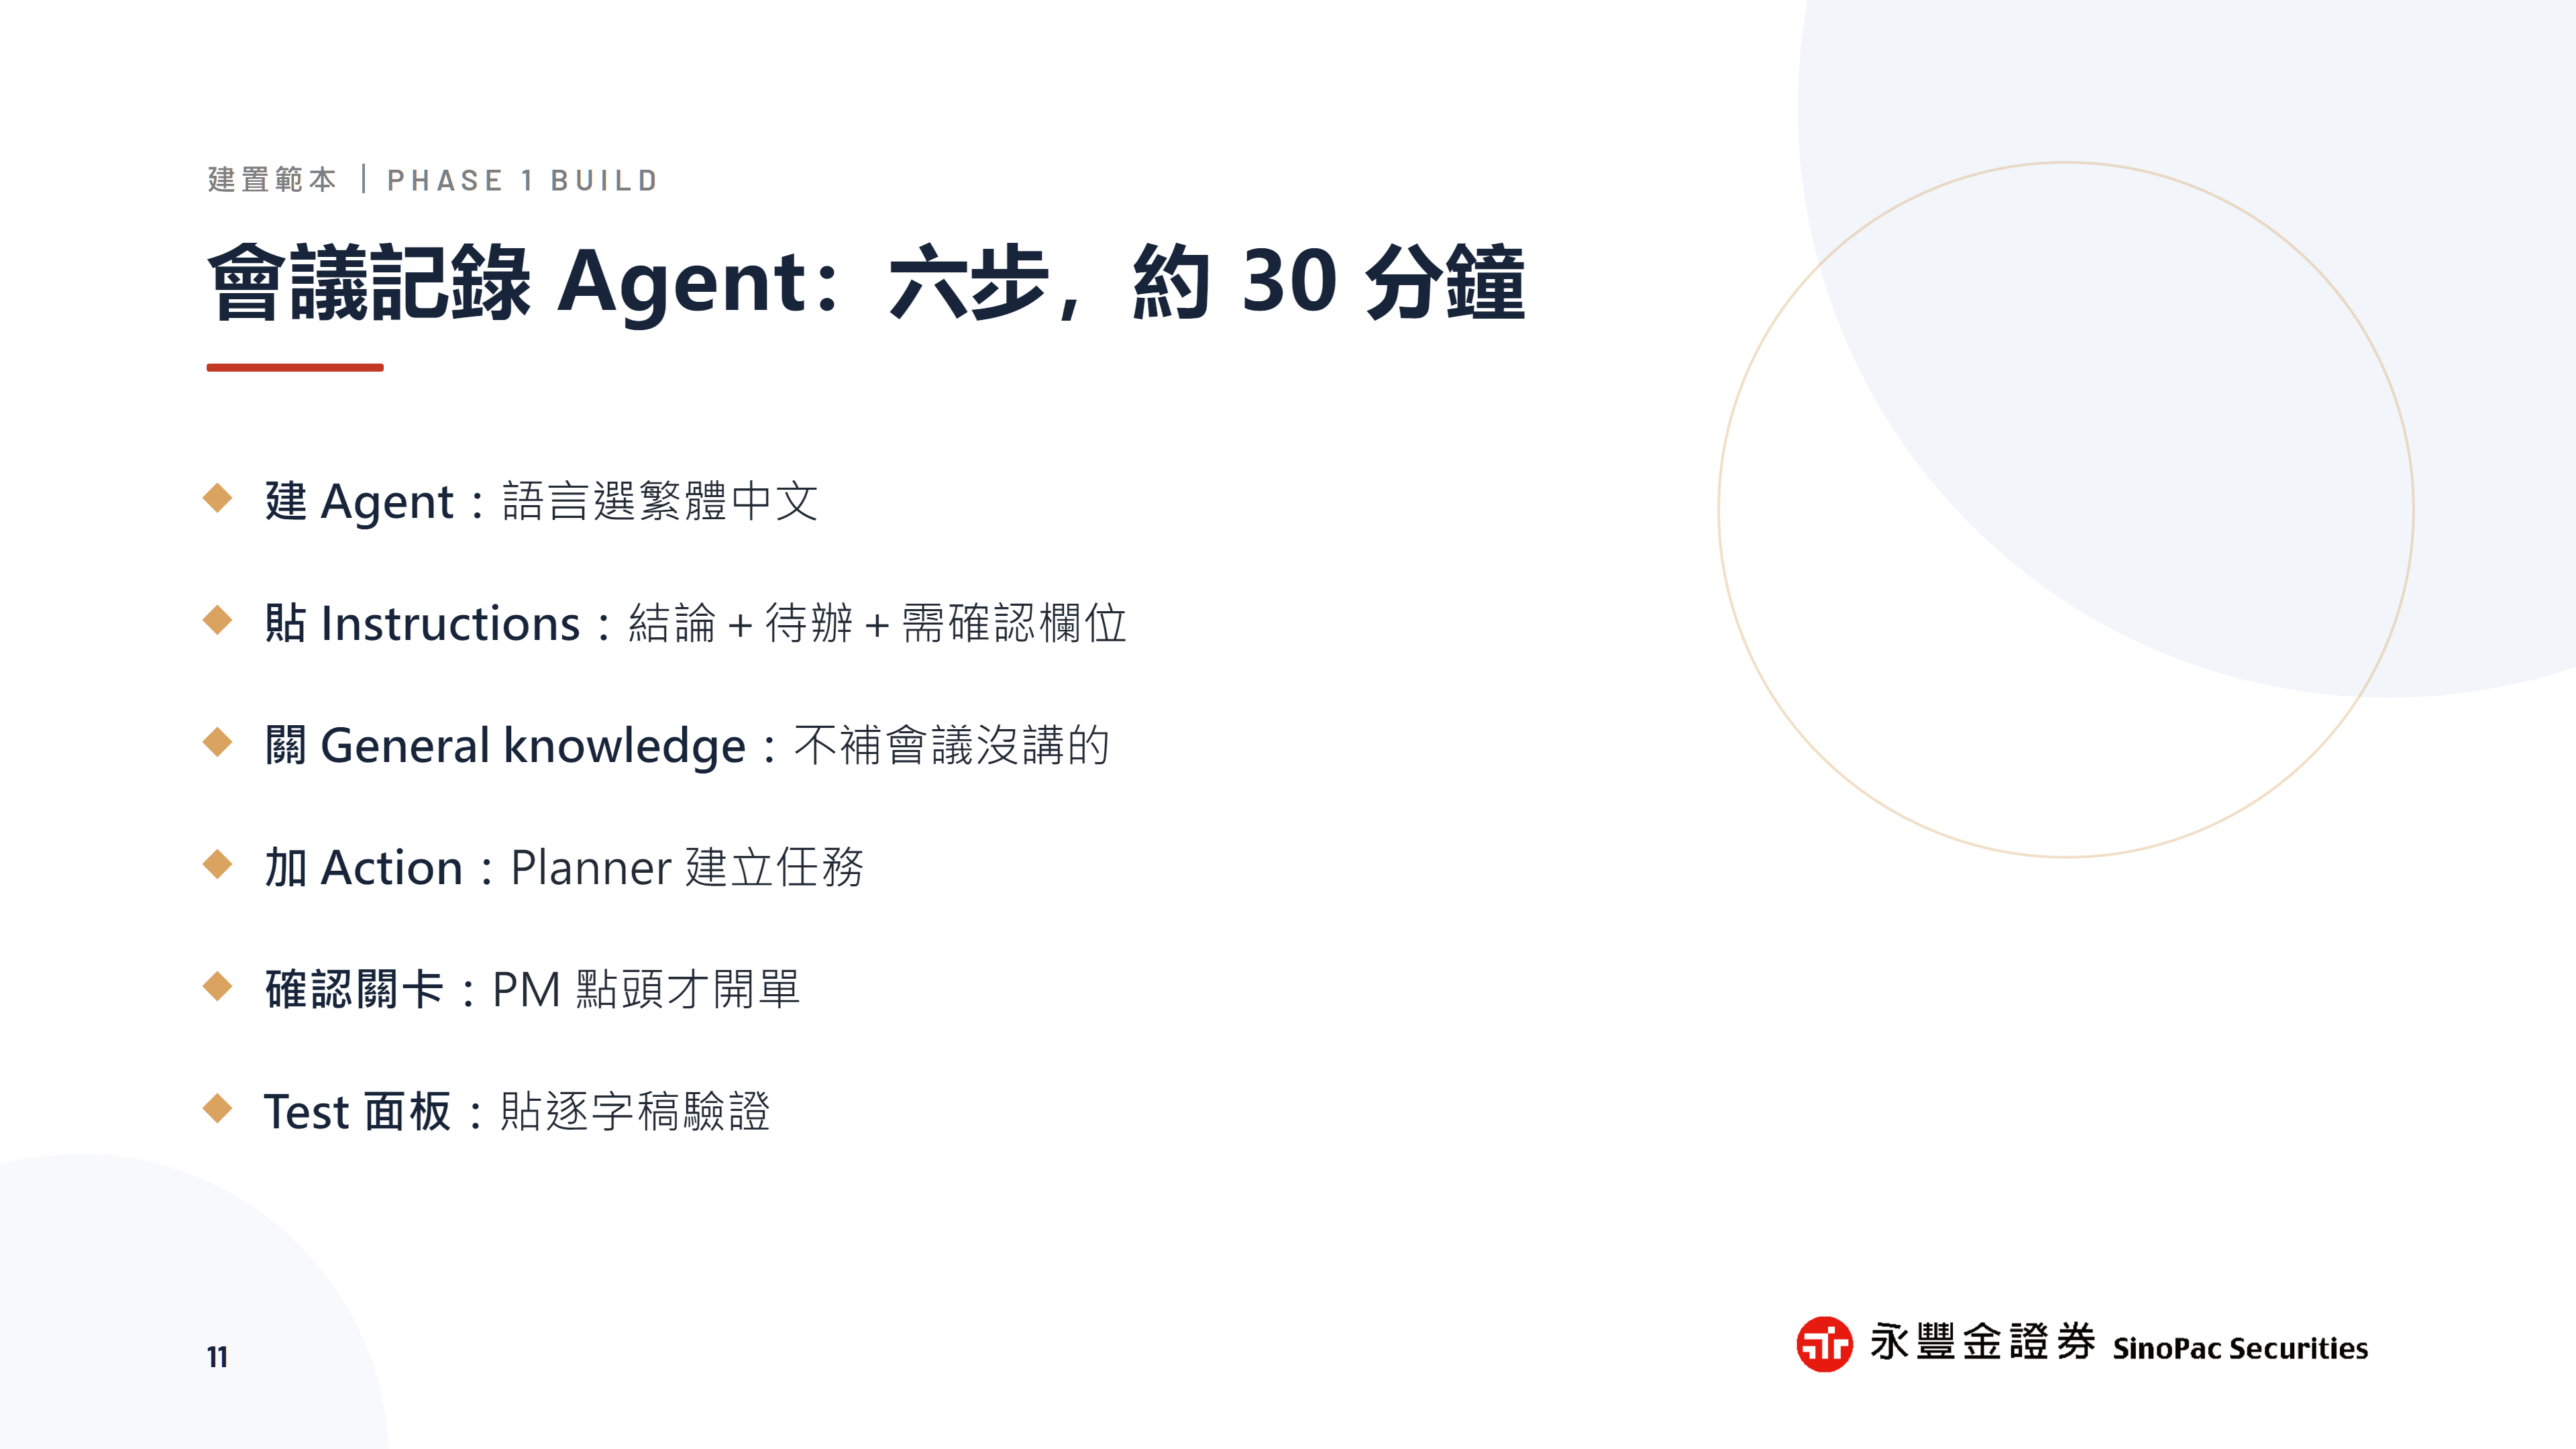 建置範本｜PHASE 1 BUILD
會議記錄 Agent：六步，約 30 分鐘
建 Agent：語言選繁體中文
貼 Instructions：結論＋待辦＋需確認欄位
關 General knowledge：不補會議沒講的
加 Action：Planner 建立任務
確認關卡：PM 點頭才開單
Test 面板：貼逐字稿驗證
11
永豐金證券 SinoPac Securities